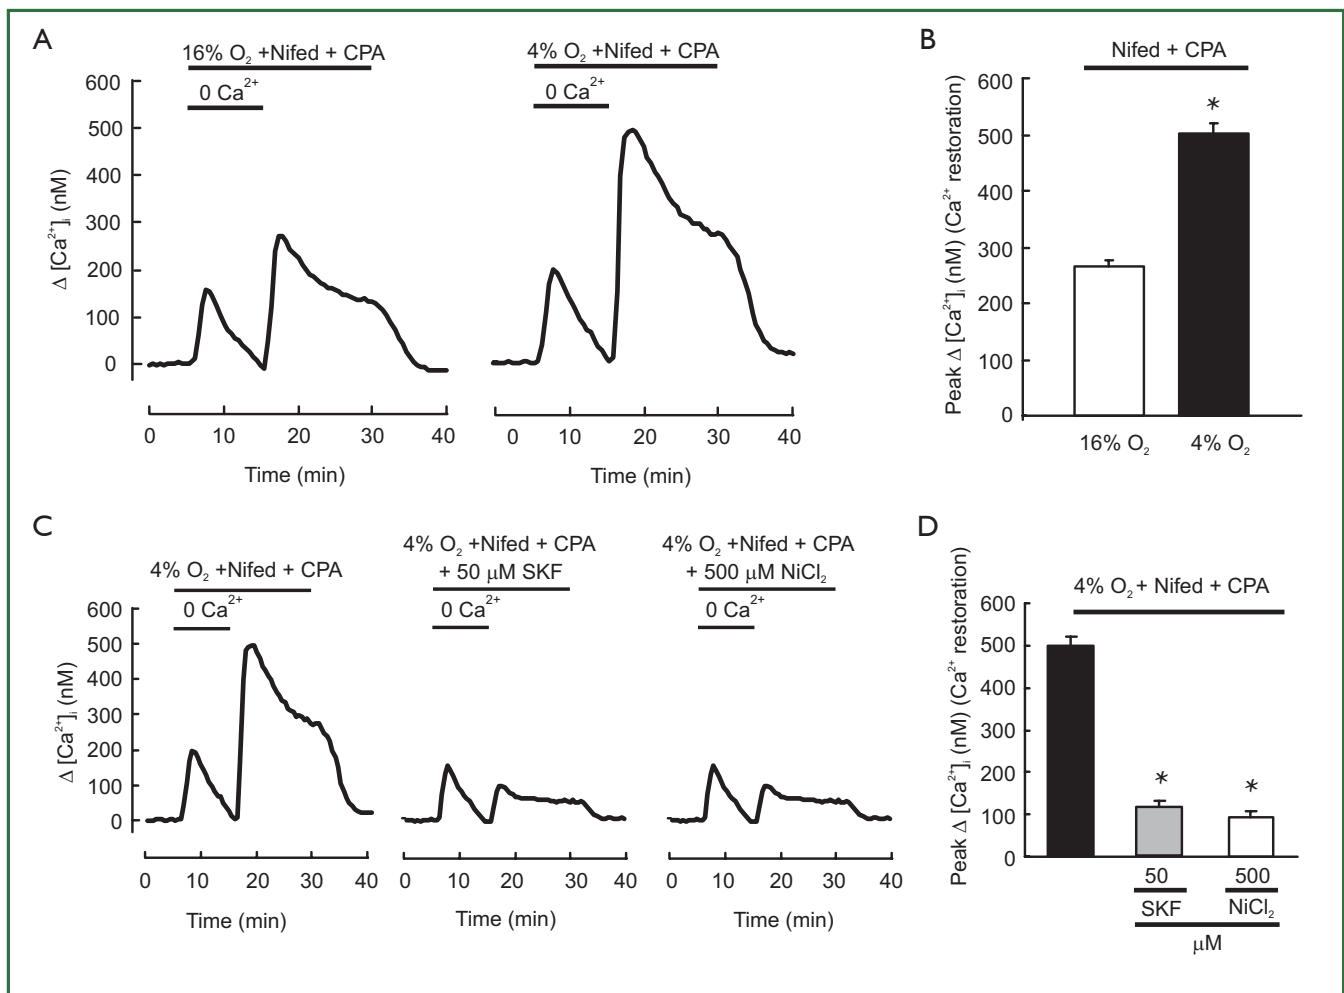 A
16% O₂ +Nifed + CPA
0 Ca²⁺
4% O₂ +Nifed + CPA
0 Ca²⁺
Δ [Ca²⁺]ᵢ (nM)
600
500
400
300
200
100
0
0 10 20 30 40
Time (min)
0 10 20 30 40
Time (min)
B
Nifed + CPA
Peak Δ [Ca²⁺]ᵢ (nM) (Ca²⁺ restoration)
600
500
400
300
200
100
0
*
16% O₂
4% O₂
C
4% O₂ +Nifed + CPA
0 Ca²⁺
4% O₂ +Nifed + CPA
+ 50 μM SKF
0 Ca²⁺
4% O₂ +Nifed + CPA
+ 500 μM NiCl₂
0 Ca²⁺
Δ [Ca²⁺]ᵢ (nM)
600
500
400
300
200
100
0
0 10 20 30 40
Time (min)
0 10 20 30 40
Time (min)
0 10 20 30 40
Time (min)
D
4% O₂ + Nifed + CPA
Peak Δ [Ca²⁺]ᵢ (nM) (Ca²⁺ restoration)
600
500
400
300
200
100
0
*
*
50 500
SKF NiCl₂
μM